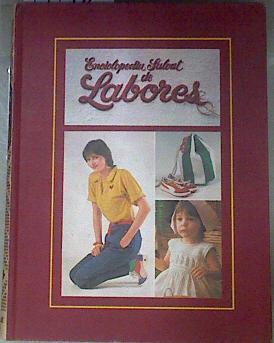 Enciclopedia Salvat
de
Labores